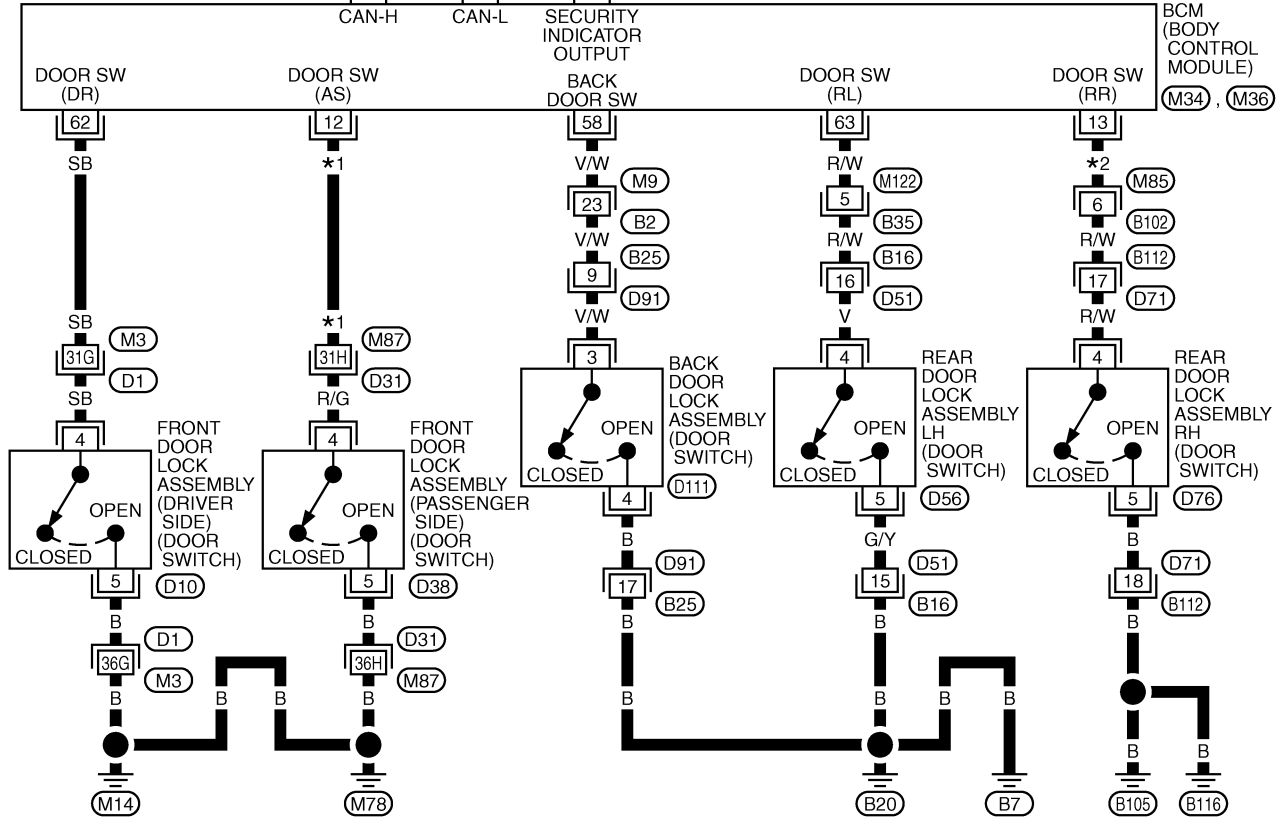 CAN-H
CAN-L
SECURITY
INDICATOR
OUTPUT
BCM
(BODY
CONTROL
MODULE)
M34 , M36
DOOR SW
(DR)
DOOR SW
(AS)
BACK
DOOR SW
DOOR SW
(RL)
DOOR SW
(RR)
62
12
58
63
13
SB
*1
V/W
R/W
*2
M9
M122
M85
23
5
6
B2
B35
B102
V/W
R/W
R/W
B25
B16
B112
9
16
17
D91
D51
D71
SB
*1
V/W
V
R/W
M3
M87
31G
31H
3
4
4
D1
D31
SB
R/G
4
4
FRONT
DOOR
LOCK
ASSEMBLY
(DRIVER
SIDE)
(DOOR
SWITCH)
FRONT
DOOR
LOCK
ASSEMBLY
(PASSENGER
SIDE)
(DOOR
SWITCH)
BACK
DOOR
LOCK
ASSEMBLY
(DOOR
SWITCH)
REAR
DOOR
LOCK
ASSEMBLY
LH
(DOOR
SWITCH)
REAR
DOOR
LOCK
ASSEMBLY
RH
(DOOR
SWITCH)
OPEN
CLOSED
OPEN
CLOSED
OPEN
CLOSED
OPEN
CLOSED
OPEN
CLOSED
D111
D56
D76
4
5
5
B
G/Y
B
5
5
D10
D38
D91
D51
D71
17
15
18
B25
B16
B112
B
B
B
B
B
D1
D31
36G
36H
M3
M87
B
B
B
B
B
B
B
B
B
B
M14
M78
B20
B7
B105
B116